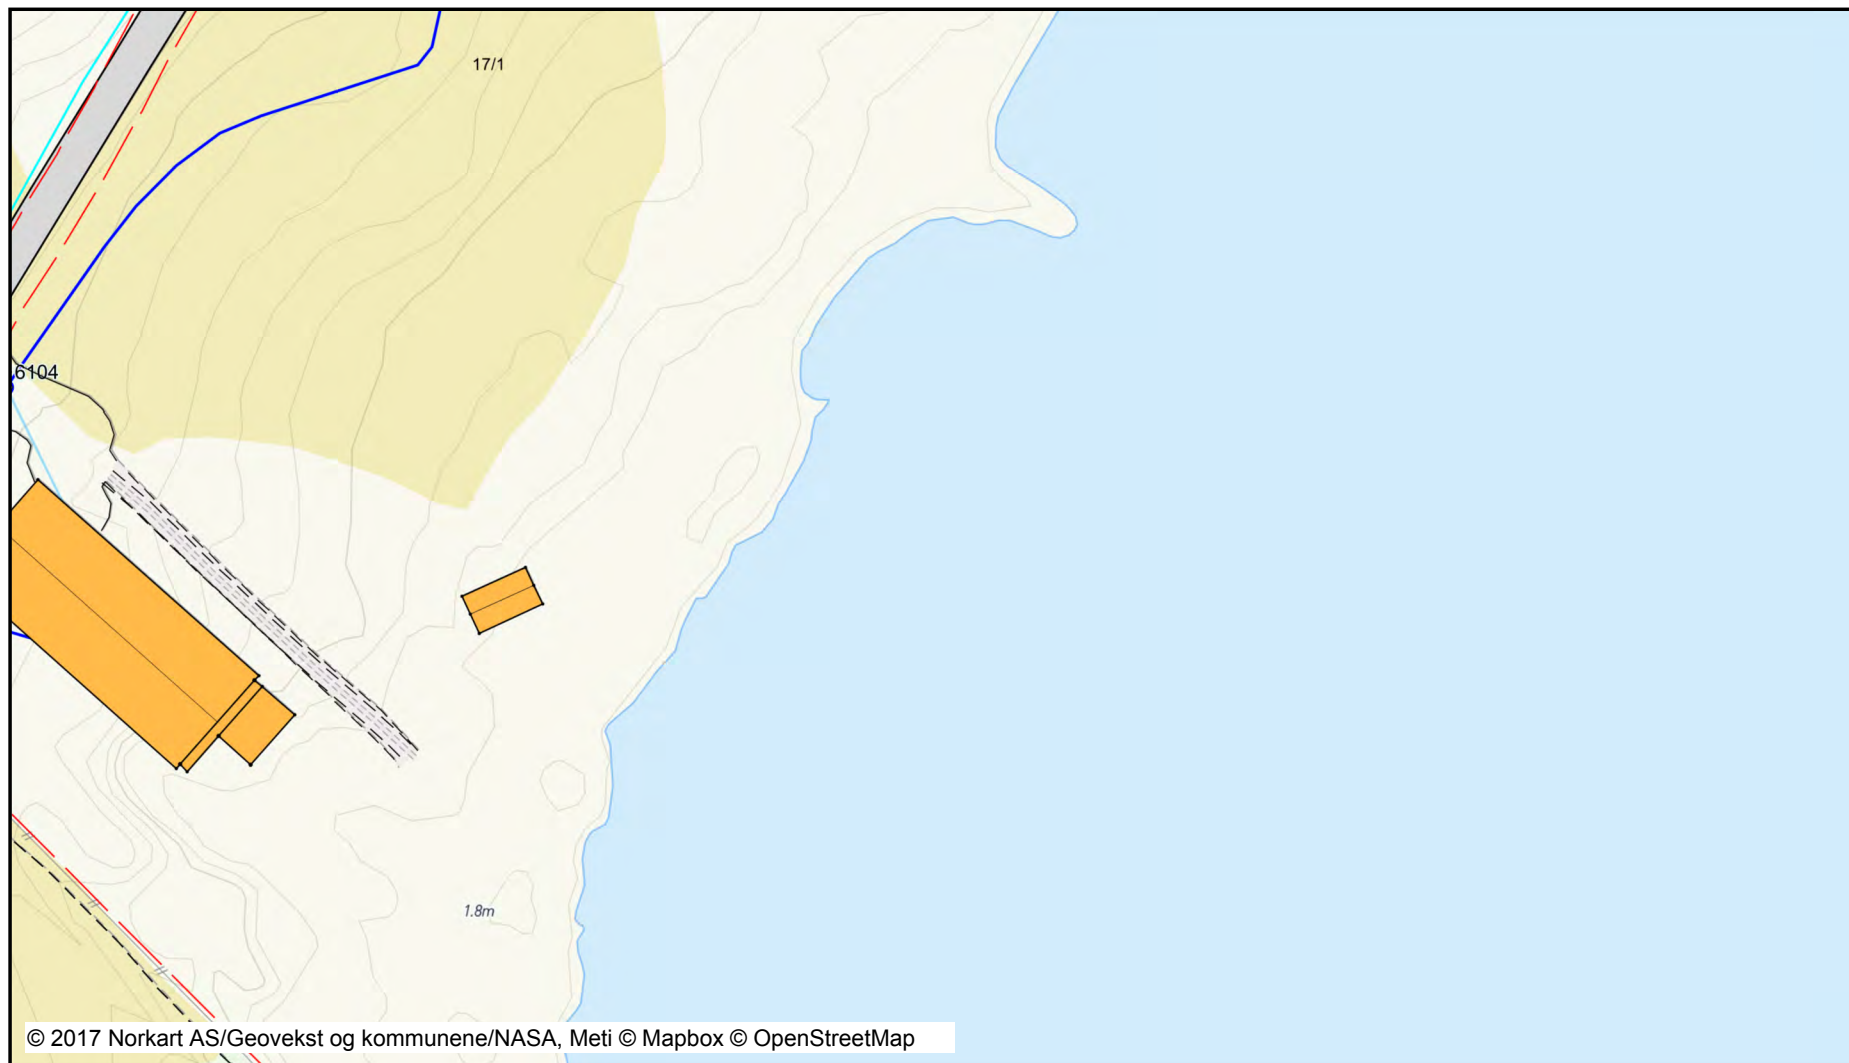 17/1
6104
1.8m
© 2017 Norkart AS/Geovekst og kommunene/NASA, Meti © Mapbox © OpenStreetMap